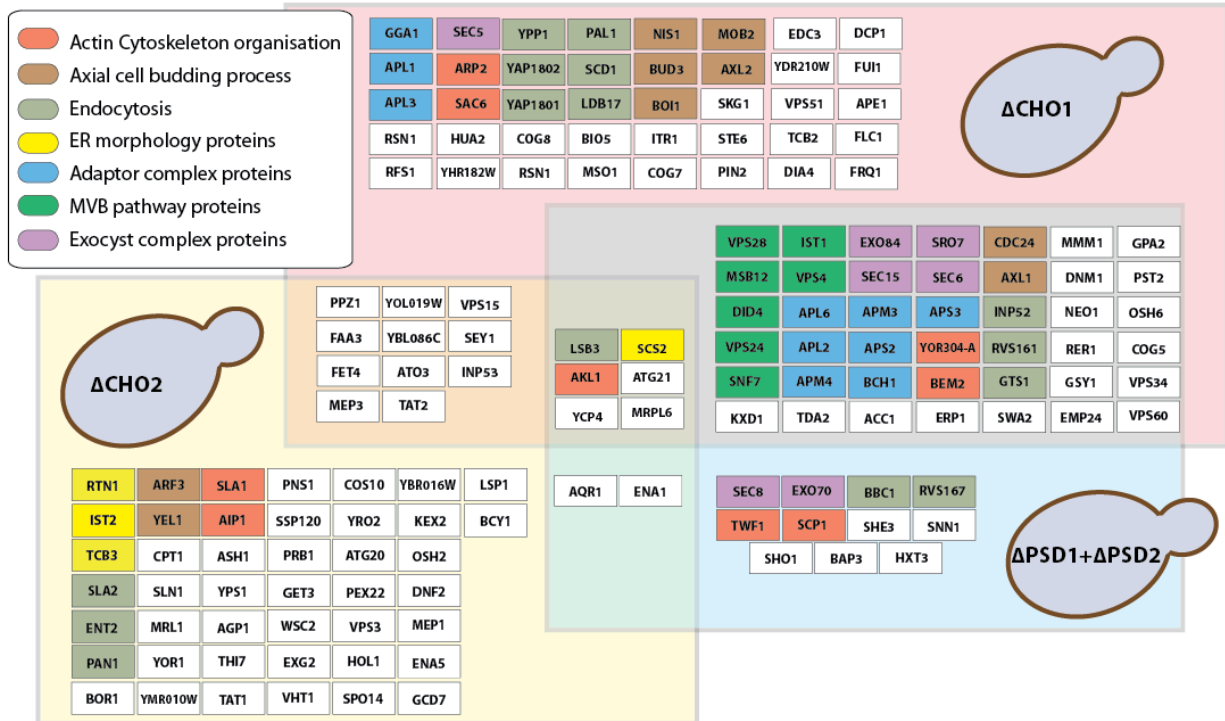 Actin Cytoskeleton organisation
Axial cell budding process
Endocytosis
ER morphology proteins
Adaptor complex proteins
MVB pathway proteins
Exocyst complex proteins
GGA1 SEC5 YPP1 PAL1 NIS1 MOB2 EDC3 DCP1
APL1 ARP2 YAP1802 SCD1 BUD3 AXL2 YDR210W FUI1
APL3 SAC6 YAP1801 LDB17 BOI1 SKG1 VPS51 APE1
RSN1 HUA2 COG8 BIO5 ITR1 STE6 TCB2 FLC1
RFS1 YHR182W RSN1 MSO1 COG7 PIN2 DIA4 FRQ1
ΔCHO1
VPS28 IST1 EXO84 SRO7 CDC24 MMM1 GPA2
MSB12 VPS4 SEC15 SEC6 AXL1 DNM1 PST2
DID4 APL6 APM3 APS3 INP52 NEO1 OSH6
VPS24 APL2 APS2 YOR304-A RVS161 RER1 COG5
SNF7 APM4 BCH1 BEM2 GTS1 GSY1 VPS34
KXD1 TDA2 ACC1 ERP1 SWA2 EMP24 VPS60
PPZ1 YOL019W VPS15
FAA3 YBL086C SEY1
FET4 ATO3 INP53
MEP3 TAT2
LSB3 SCS2
AKL1 ATG21
YCP4 MRPL6
ΔCHO2
RTN1 ARF3 SLA1 PNS1 COS10 YBR016W LSP1
IST2 YEL1 AIP1 SSP120 YRO2 KEX2 BCY1
TCB3 CPT1 ASH1 PRB1 ATG20 OSH2
SLA2 SLN1 YPS1 GET3 PEX22 DNF2
ENT2 MRL1 AGP1 WSC2 VPS3 MEP1
PAN1 YOR1 THI7 EXG2 HOL1 ENA5
BOR1 YMR010W TAT1 VHT1 SPO14 GCD7
AQR1 ENA1
SEC8 EXO70 BBC1 RVS167
TWF1 SCP1 SHE3 SNN1
SHO1 BAP3 HXT3
ΔPSD1+ΔPSD2